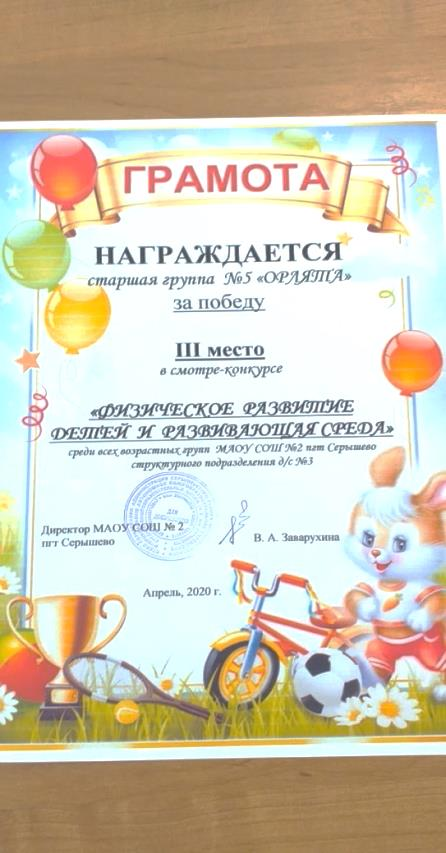 ГРАМОТА
НАГРАЖДАЕТСЯ
старшая группа №5 «ОРЛЯТА»
за победу
III место
в смотре-конкурсе
«ФИЗИЧЕСКОЕ РАЗВИТИЕ
ДЕТЕЙ И РАЗВИВАЮЩАЯ СРЕДА»
среди всех возрастных групп МАОУ СОШ №2 пгт Серышево
структурного подразделения д/с №3
Директор МАОУ СОШ № 2
пгт Серышево
В. А. Заварухина
Апрель, 2020 г.